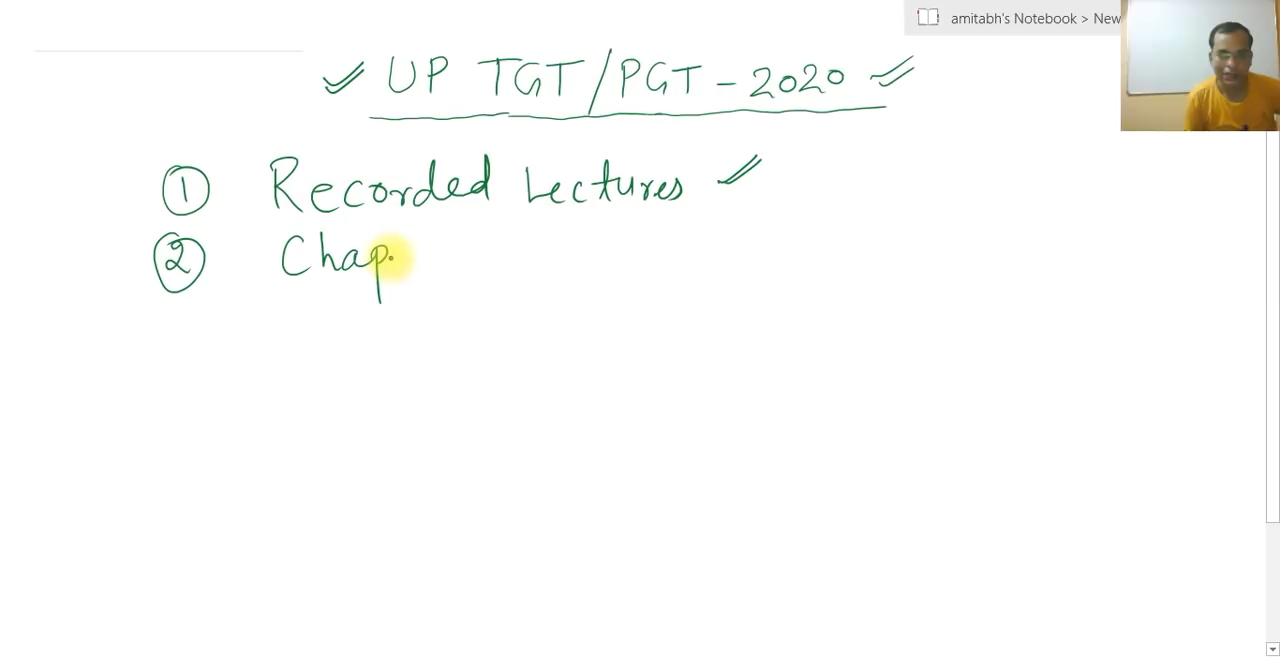 amitabh's Notebook > New
UP TGT/PGT - 2020
① Recorded Lectures
② Chap